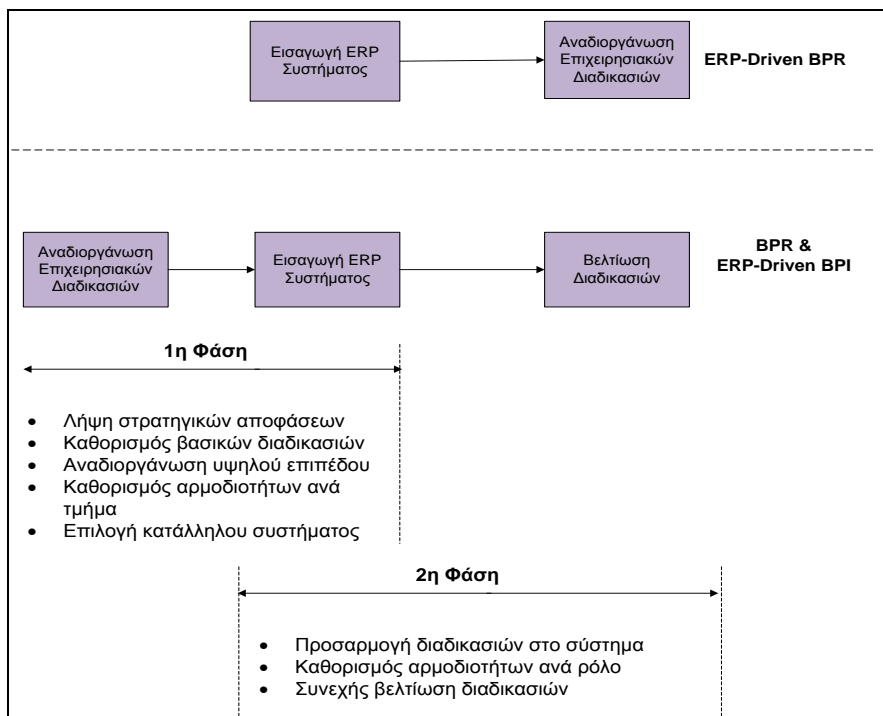 Εισαγωγή ERP
Συστήματος
Αναδιοργάνωση
Επιχειρησιακών
Διαδικασιών
ERP-Driven BPR
Αναδιοργάνωση
Επιχειρησιακών
Διαδικασιών
Εισαγωγή ERP
Συστήματος
Βελτίωση
Διαδικασιών
BPR &
ERP-Driven BPI
1η Φάση
• Λήψη στρατηγικών αποφάσεων
• Καθορισμός βασικών διαδικασιών
• Αναδιοργάνωση υψηλού επιπέδου
• Καθορισμός αρμοδιοτήτων ανά
τμήμα
• Επιλογή κατάλληλου συστήματος
2η Φάση
• Προσαρμογή διαδικασιών στο σύστημα
• Καθορισμός αρμοδιοτήτων ανά ρόλο
• Συνεχής βελτίωση διαδικασιών